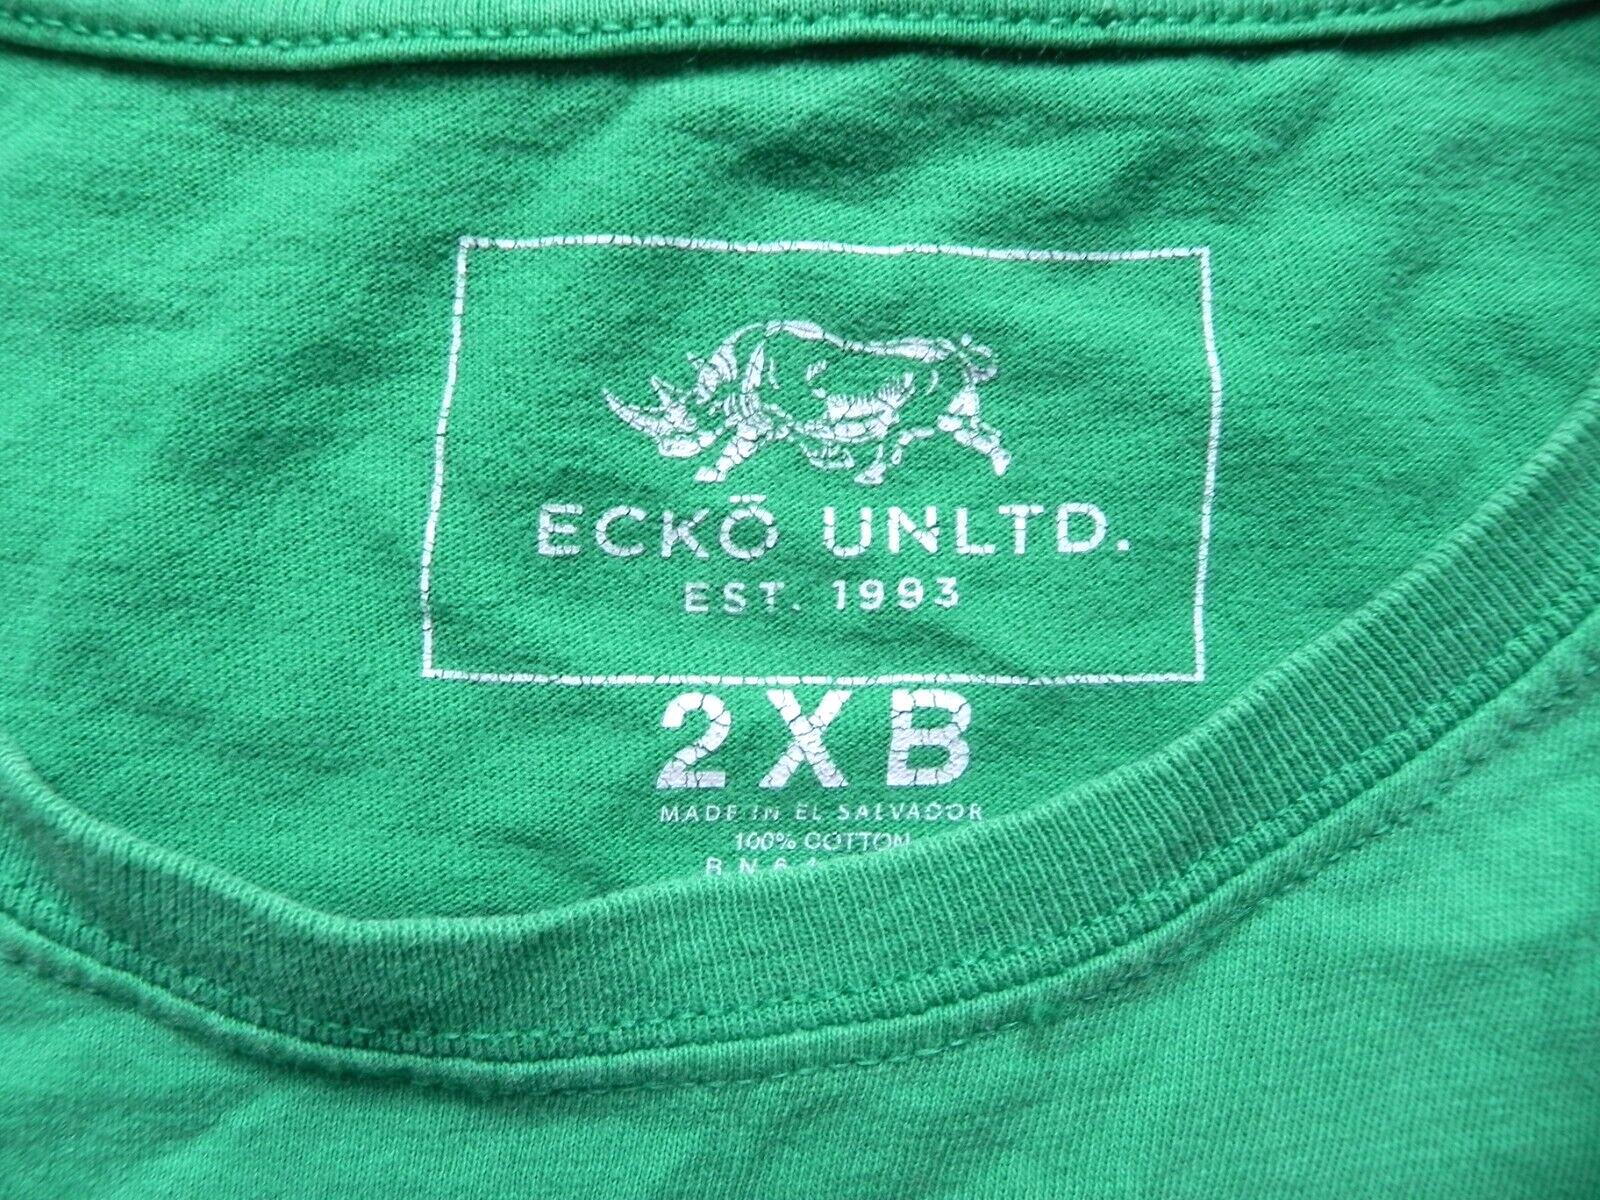 ECKŌ UNLTD.
EST. 1993
2XB
MADE IN EL SALVADOR
100% COTTON